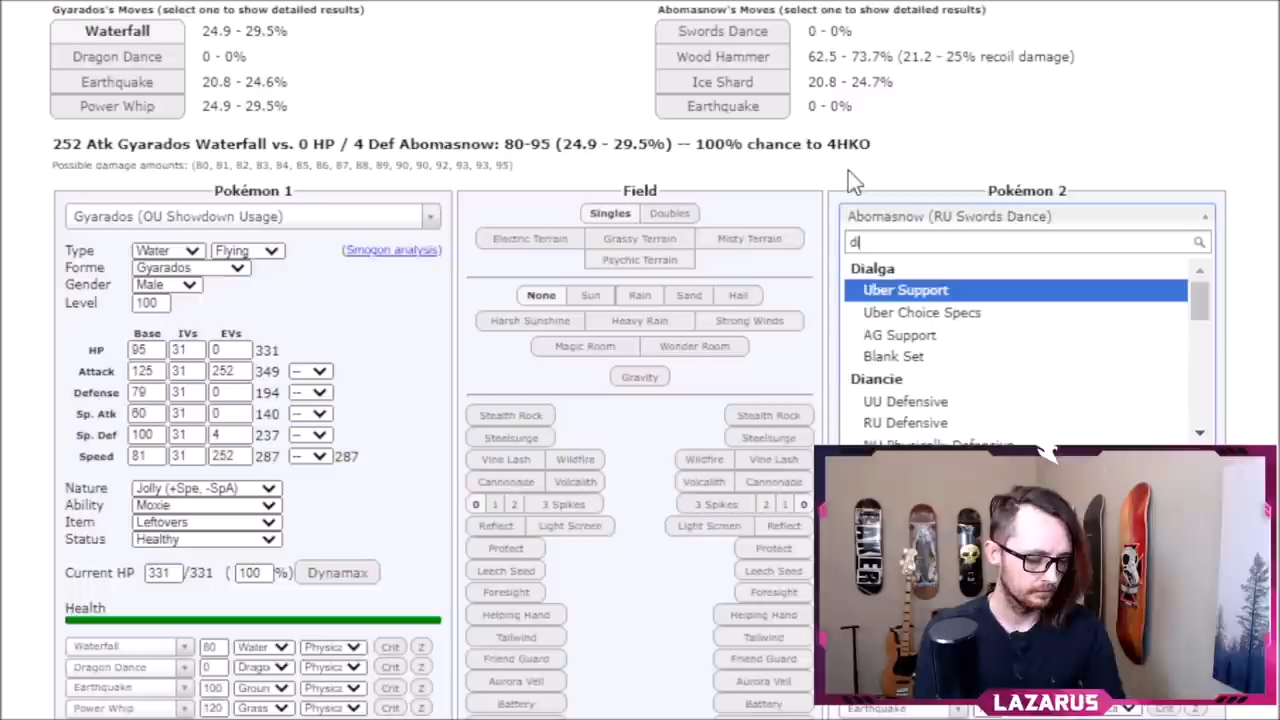 Gyarados's Moves (select one to show detailed results)
Abomasnow's Moves (select one to show detailed results)
Waterfall 24.9 - 29.5%
Dragon Dance 0 - 0%
Earthquake 20.8 - 24.6%
Power Whip 24.9 - 29.5%
Swords Dance 0 - 0%
Wood Hammer 62.5 - 73.7% (21.2 - 25% recoil damage)
Ice Shard 20.8 - 24.7%
Earthquake 0 - 0%
252 Atk Gyarados Waterfall vs. 0 HP / 4 Def Abomasnow: 80-95 (24.9 - 29.5%) -- 100% chance to 4HKO
Possible damage amounts: (80, 81, 82, 83, 84, 85, 86, 87, 88, 89, 90, 90, 92, 93, 93, 95)
Pokémon 1
Gyarados (OU Showdown Usage)
Type Water Flying (Smogon analysis)
Forme Gyarados
Gender Male
Level 100
Base IVs EVs
HP 95 31 0 331
Attack 125 31 252 349 --
Defense 79 31 0 194 --
Sp. Atk 60 31 0 140 --
Sp. Def 100 31 4 237 --
Speed 81 31 252 287 -- 287
Nature Jolly (+Spe, -SpA)
Ability Moxie
Item Leftovers
Status Healthy
Current HP 331/331 (100%) Dynamax
Health
Waterfall 80 Water Physica Crit Z
Dragon Dance 0 Drago Physica Crit Z
Earthquake 100 Groun Physica Crit Z
Power Whip 120 Grass Physica Crit Z
Field
Singles Doubles
Electric Terrain Grassy Terrain Misty Terrain
Psychic Terrain
None Sun Rain Sand Hail
Harsh Sunshine Heavy Rain Strong Winds
Magic Room Wonder Room
Gravity
Stealth Rock Stealth Rock
Steelsurge Steelsurge
Vine Lash Wildfire Wildfire Vine Lash
Cannonade Volcalith Volcalith Cannonade
0 1 2 3 Spikes 3 Spikes 2 1 0
Reflect Light Screen Light Screen Reflect
Protect Protect
Leech Seed Leech Seed
Foresight Foresight
Helping Hand Helping Hand
Tailwind Tailwind
Friend Guard Friend Guard
Aurora Veil Aurora Veil
Battery Battery
Pokémon 2
Abomasnow (RU Swords Dance)
d
Dialga
Uber Support
Uber Choice Specs
AG Support
Blank Set
Diancie
UU Defensive
RU Defensive
LAZARUS
Earthquake
Crit Z